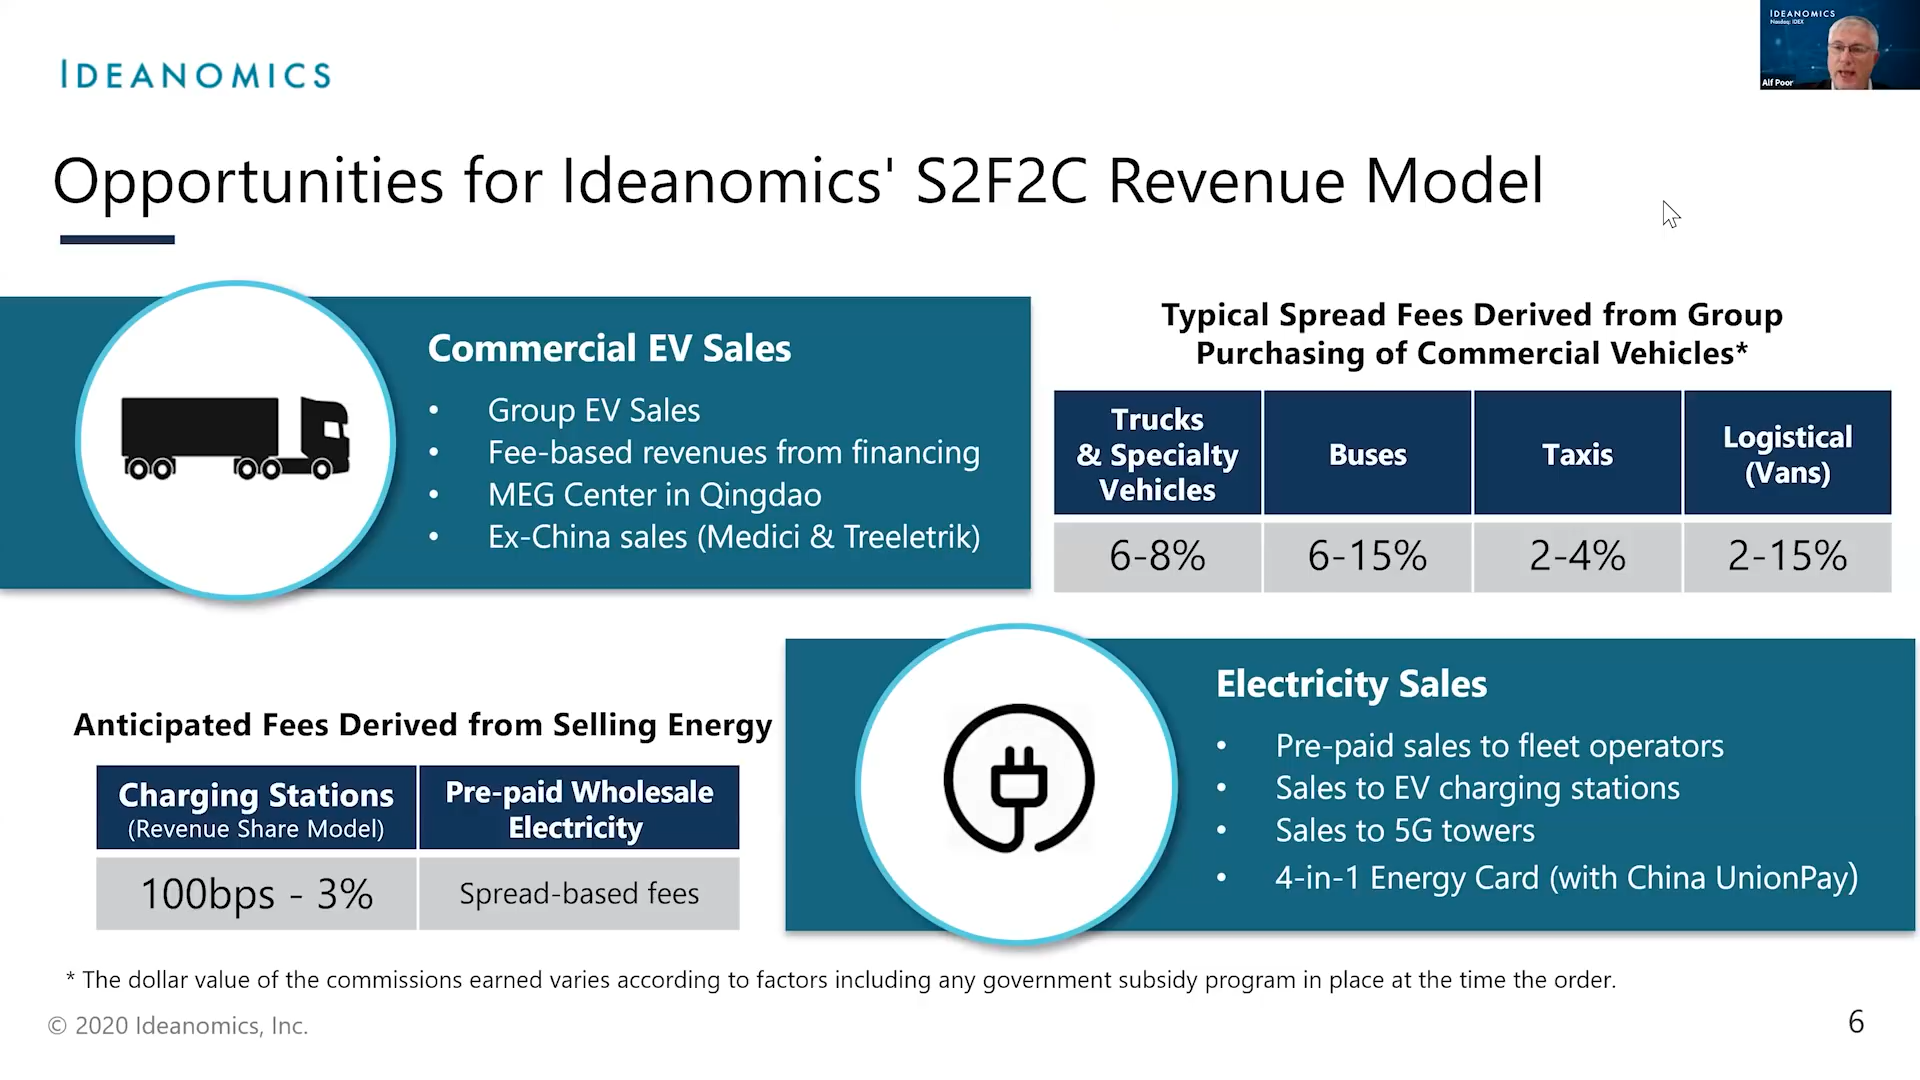 IDEANOMICS
IDEANOMICS
Nasdaq: IDEX
Alf Poor
Opportunities for Ideanomics' S2F2C Revenue Model
Commercial EV Sales
• Group EV Sales
• Fee-based revenues from financing
• MEG Center in Qingdao
• Ex-China sales (Medici & Treeletrik)
Typical Spread Fees Derived from Group
Purchasing of Commercial Vehicles*
Trucks
& Specialty
Vehicles
Buses
Taxis
Logistical
(Vans)
6-8%
6-15%
2-4%
2-15%
Anticipated Fees Derived from Selling Energy
Charging Stations
(Revenue Share Model)
Pre-paid Wholesale
Electricity
100bps - 3%
Spread-based fees
Electricity Sales
• Pre-paid sales to fleet operators
• Sales to EV charging stations
• Sales to 5G towers
• 4-in-1 Energy Card (with China UnionPay)
* The dollar value of the commissions earned varies according to factors including any government subsidy program in place at the time the order.
© 2020 Ideanomics, Inc.
6